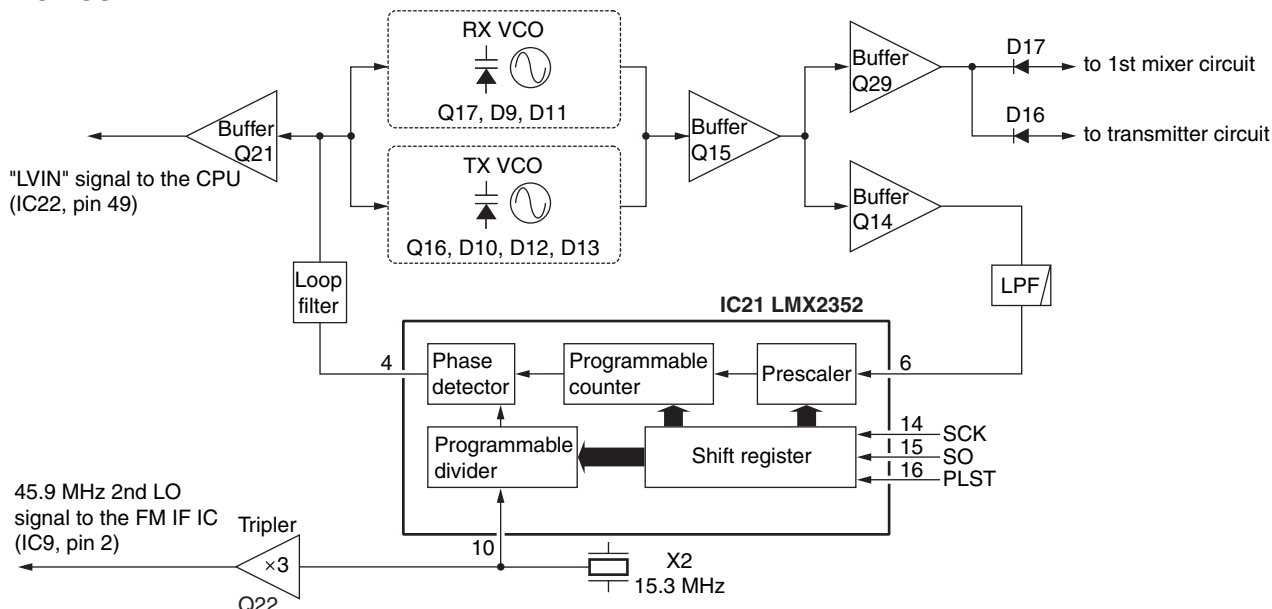 RX VCO
Q17, D9, D11
TX VCO
Q16, D10, D12, D13
Buffer
Q21
Buffer
Q15
Buffer
Q29
Buffer
Q14
D17
to 1st mixer circuit
D16
to transmitter circuit
"LVIN" signal to the CPU
(IC22, pin 49)
Loop
filter
LPF
IC21 LMX2352
4
Phase
detector
Programmable
counter
Prescaler
6
Programmable
divider
Shift register
14
SCK
15
SO
16
PLST
45.9 MHz 2nd LO
signal to the FM IF IC
(IC9, pin 2)
Tripler
×3
Q22
10
X2
15.3 MHz